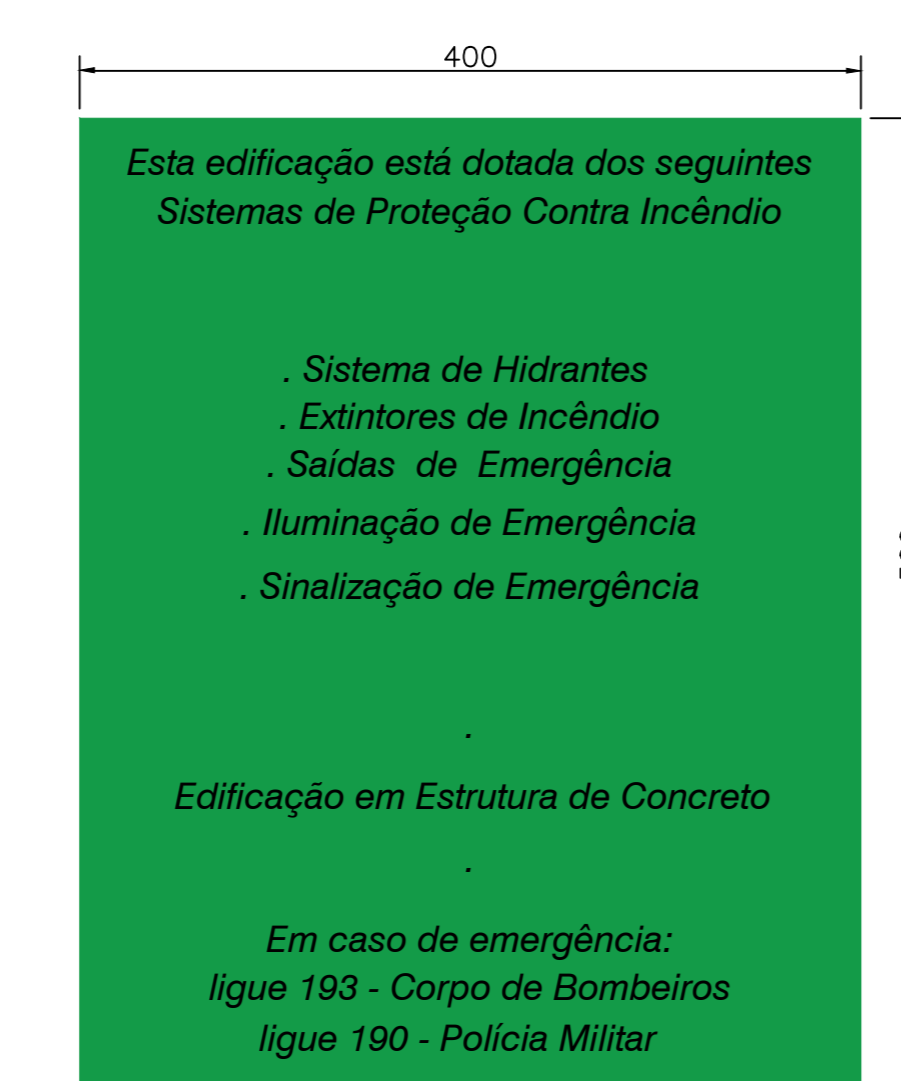 400
Esta edificação está dotada dos seguintes
Sistemas de Proteção Contra Incêndio
. Sistema de Hidrantes
. Extintores de Incêndio
. Saídas de Emergência
. Iluminação de Emergência
. Sinalização de Emergência
.
Edificação em Estrutura de Concreto
.
Em caso de emergência:
ligue 193 - Corpo de Bombeiros
ligue 190 - Polícia Militar